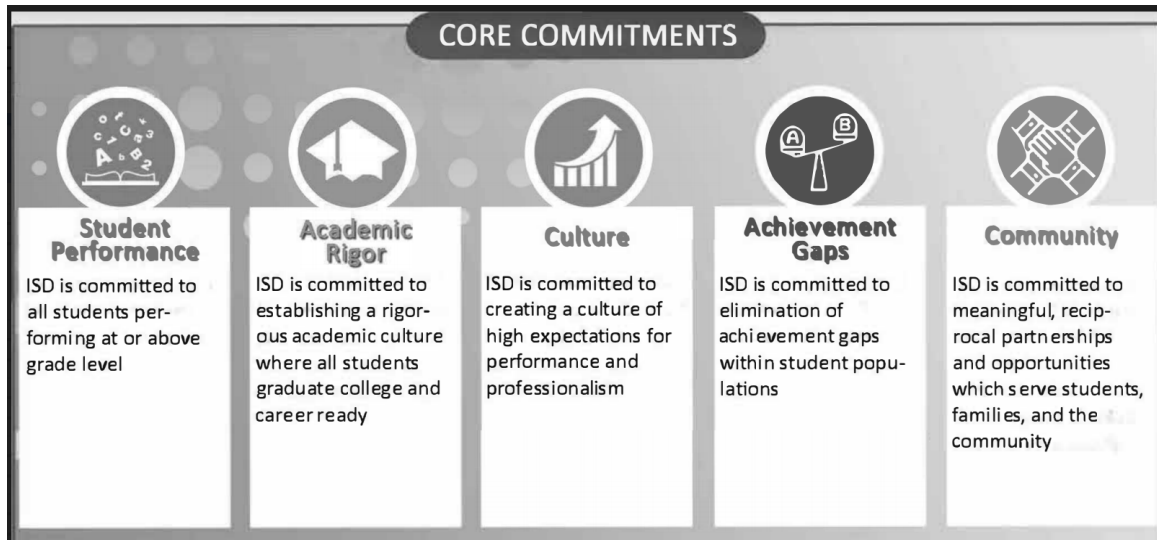 CORE COMMITMENTS
Student
Performance
ISD is committed to
all students per-
forming at or above
grade level
Academic
Rigor
ISD is committed to
establishing a rigor-
ous academic culture
where all students
graduate college and
career ready
Culture
ISD is committed to
creating a culture of
high expectations for
performance and
professionalism
A B
Achievement
Gaps
ISD is committed to
elimination of
achievement gaps
within student popu-
lations
Community
ISD is committed to
meaningful, recip-
rocal partnerships
and opportunities
which serve students,
families, and the
community